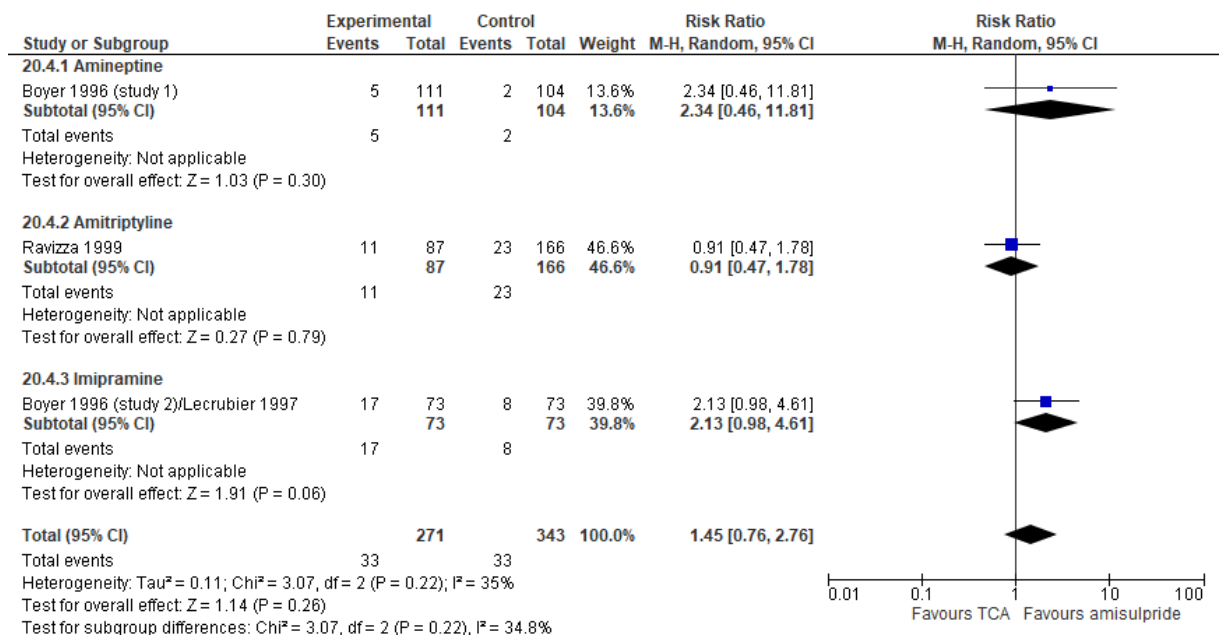 Experimental Control Risk Ratio Risk Ratio
Study or Subgroup Events Total Events Total Weight M-H, Random, 95% CI M-H, Random, 95% CI
20.4.1 Amineptine
Boyer 1996 (study 1) 5 111 2 104 13.6% 2.34 [0.46, 11.81]
Subtotal (95% CI) 111 104 13.6% 2.34 [0.46, 11.81]
Total events 5 2
Heterogeneity: Not applicable
Test for overall effect: Z = 1.03 (P = 0.30)
20.4.2 Amitriptyline
Ravizza 1999 11 87 23 166 46.6% 0.91 [0.47, 1.78]
Subtotal (95% CI) 87 166 46.6% 0.91 [0.47, 1.78]
Total events 11 23
Heterogeneity: Not applicable
Test for overall effect: Z = 0.27 (P = 0.79)
20.4.3 Imipramine
Boyer 1996 (study 2)/Lecrubier 1997 17 73 8 73 39.8% 2.13 [0.98, 4.61]
Subtotal (95% CI) 73 73 39.8% 2.13 [0.98, 4.61]
Total events 17 8
Heterogeneity: Not applicable
Test for overall effect: Z = 1.91 (P = 0.06)
Total (95% CI) 271 343 100.0% 1.45 [0.76, 2.76]
Total events 33 33
Heterogeneity: Tau² = 0.11; Chi² = 3.07, df = 2 (P = 0.22); I² = 35%
Test for overall effect: Z = 1.14 (P = 0.26)
Test for subgroup differences: Chi² = 3.07, df = 2 (P = 0.22), I² = 34.8%
0.01 0.1 1 10 100
Favours TCA Favours amisulpride